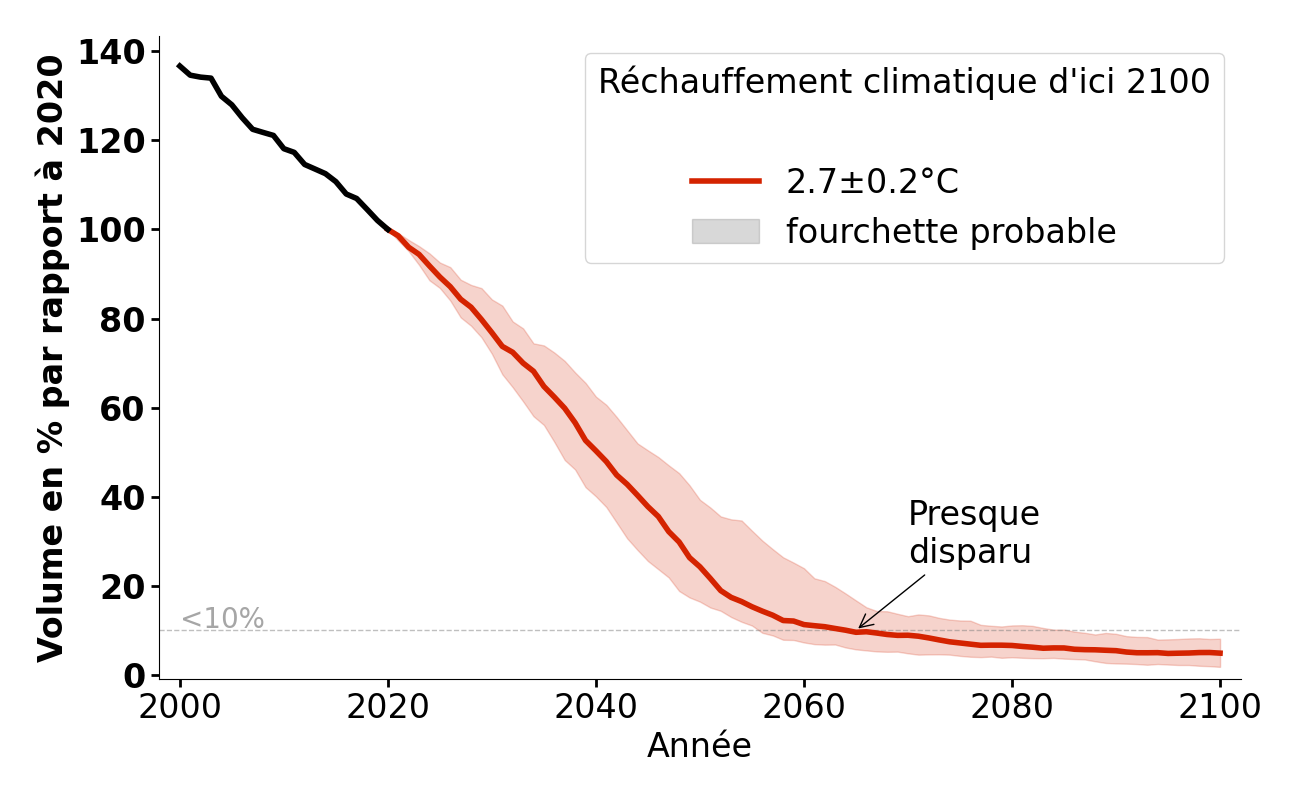 140
120
100
80
60
40
20
0
Volume en % par rapport à 2020
Réchauffement climatique d'ici 2100
2.7±0.2°C
fourchette probable
Presque
disparu
<10%
2000 2020 2040 2060 2080 2100
Année